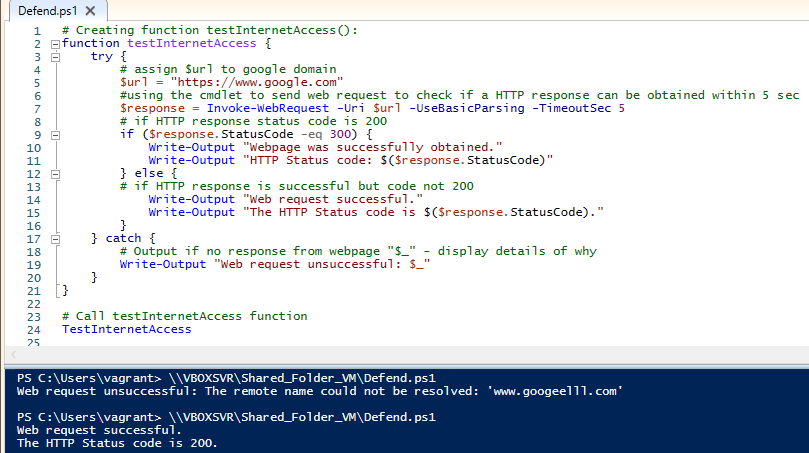 Defend.ps1 X
1 # Creating function testInternetAccess():
2 function testInternetAccess {
3 try {
4 # assign $url to google domain
5 $url = "https://www.google.com"
6 #using the cmdlet to send web request to check if a HTTP response can be obtained within 5 sec
7 $response = Invoke-WebRequest -Uri $url -UseBasicParsing -TimeoutSec 5
8 # if HTTP response status code is 200
9 if ($response.StatusCode -eq 300) {
10 Write-Output "Webpage was successfully obtained."
11 Write-Output "HTTP Status code: $($response.StatusCode)"
12 } else {
13 # if HTTP response is successful but code not 200
14 Write-Output "Web request successful."
15 Write-Output "The HTTP Status code is $($response.StatusCode)."
16 }
17 } catch {
18 # Output if no response from webpage "$_" - display details of why
19 Write-Output "Web request unsuccessful: $_"
20 }
21 }
22
23 # Call testInternetAccess function
24 TestInternetAccess
25
PS C:\Users\vagrant> \\VBOXSVR\Shared_Folder_VM\Defend.ps1
Web request unsuccessful: The remote name could not be resolved: 'www.googeelll.com'
PS C:\Users\vagrant> \\VBOXSVR\Shared_Folder_VM\Defend.ps1
Web request successful.
The HTTP Status code is 200.